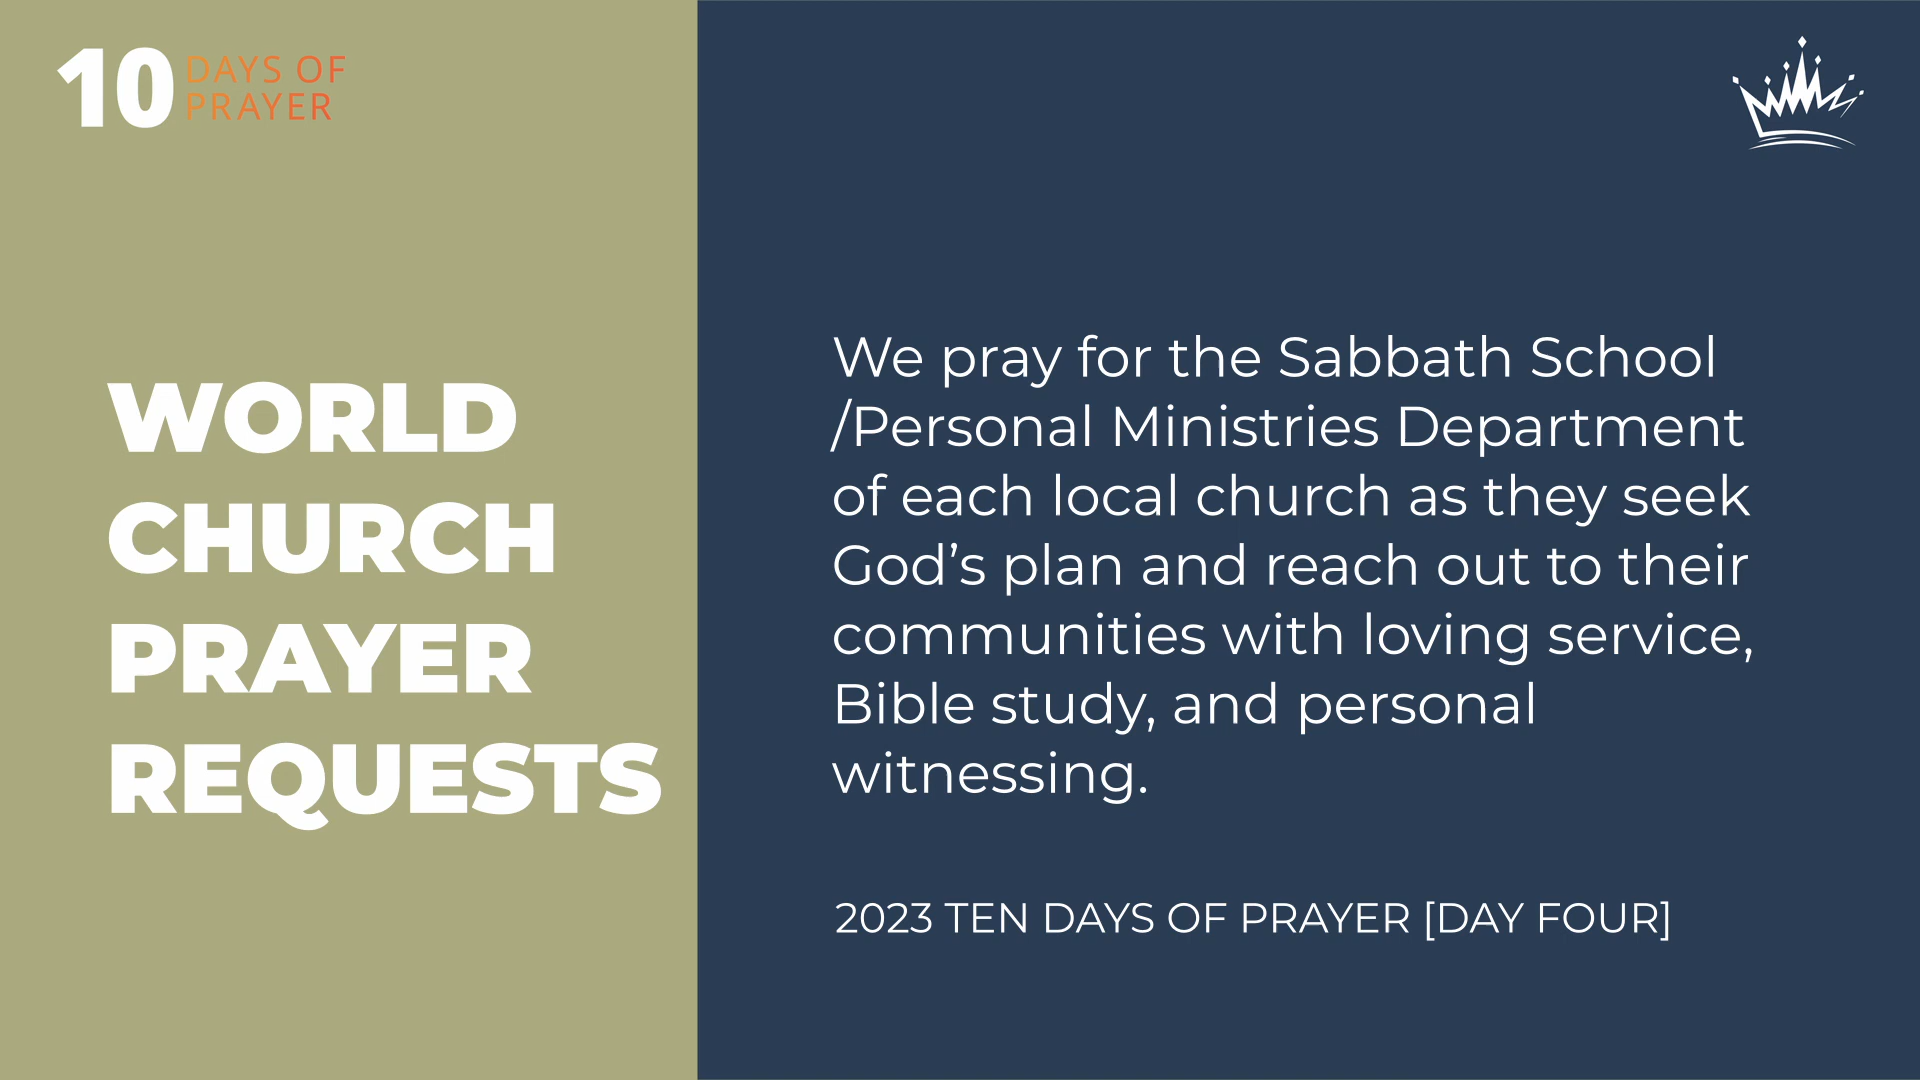 10 DAYS OF
PRAYER
WORLD
CHURCH
PRAYER
REQUESTS
We pray for the Sabbath School
/Personal Ministries Department
of each local church as they seek
God’s plan and reach out to their
communities with loving service,
Bible study, and personal
witnessing.
2023 TEN DAYS OF PRAYER [DAY FOUR]